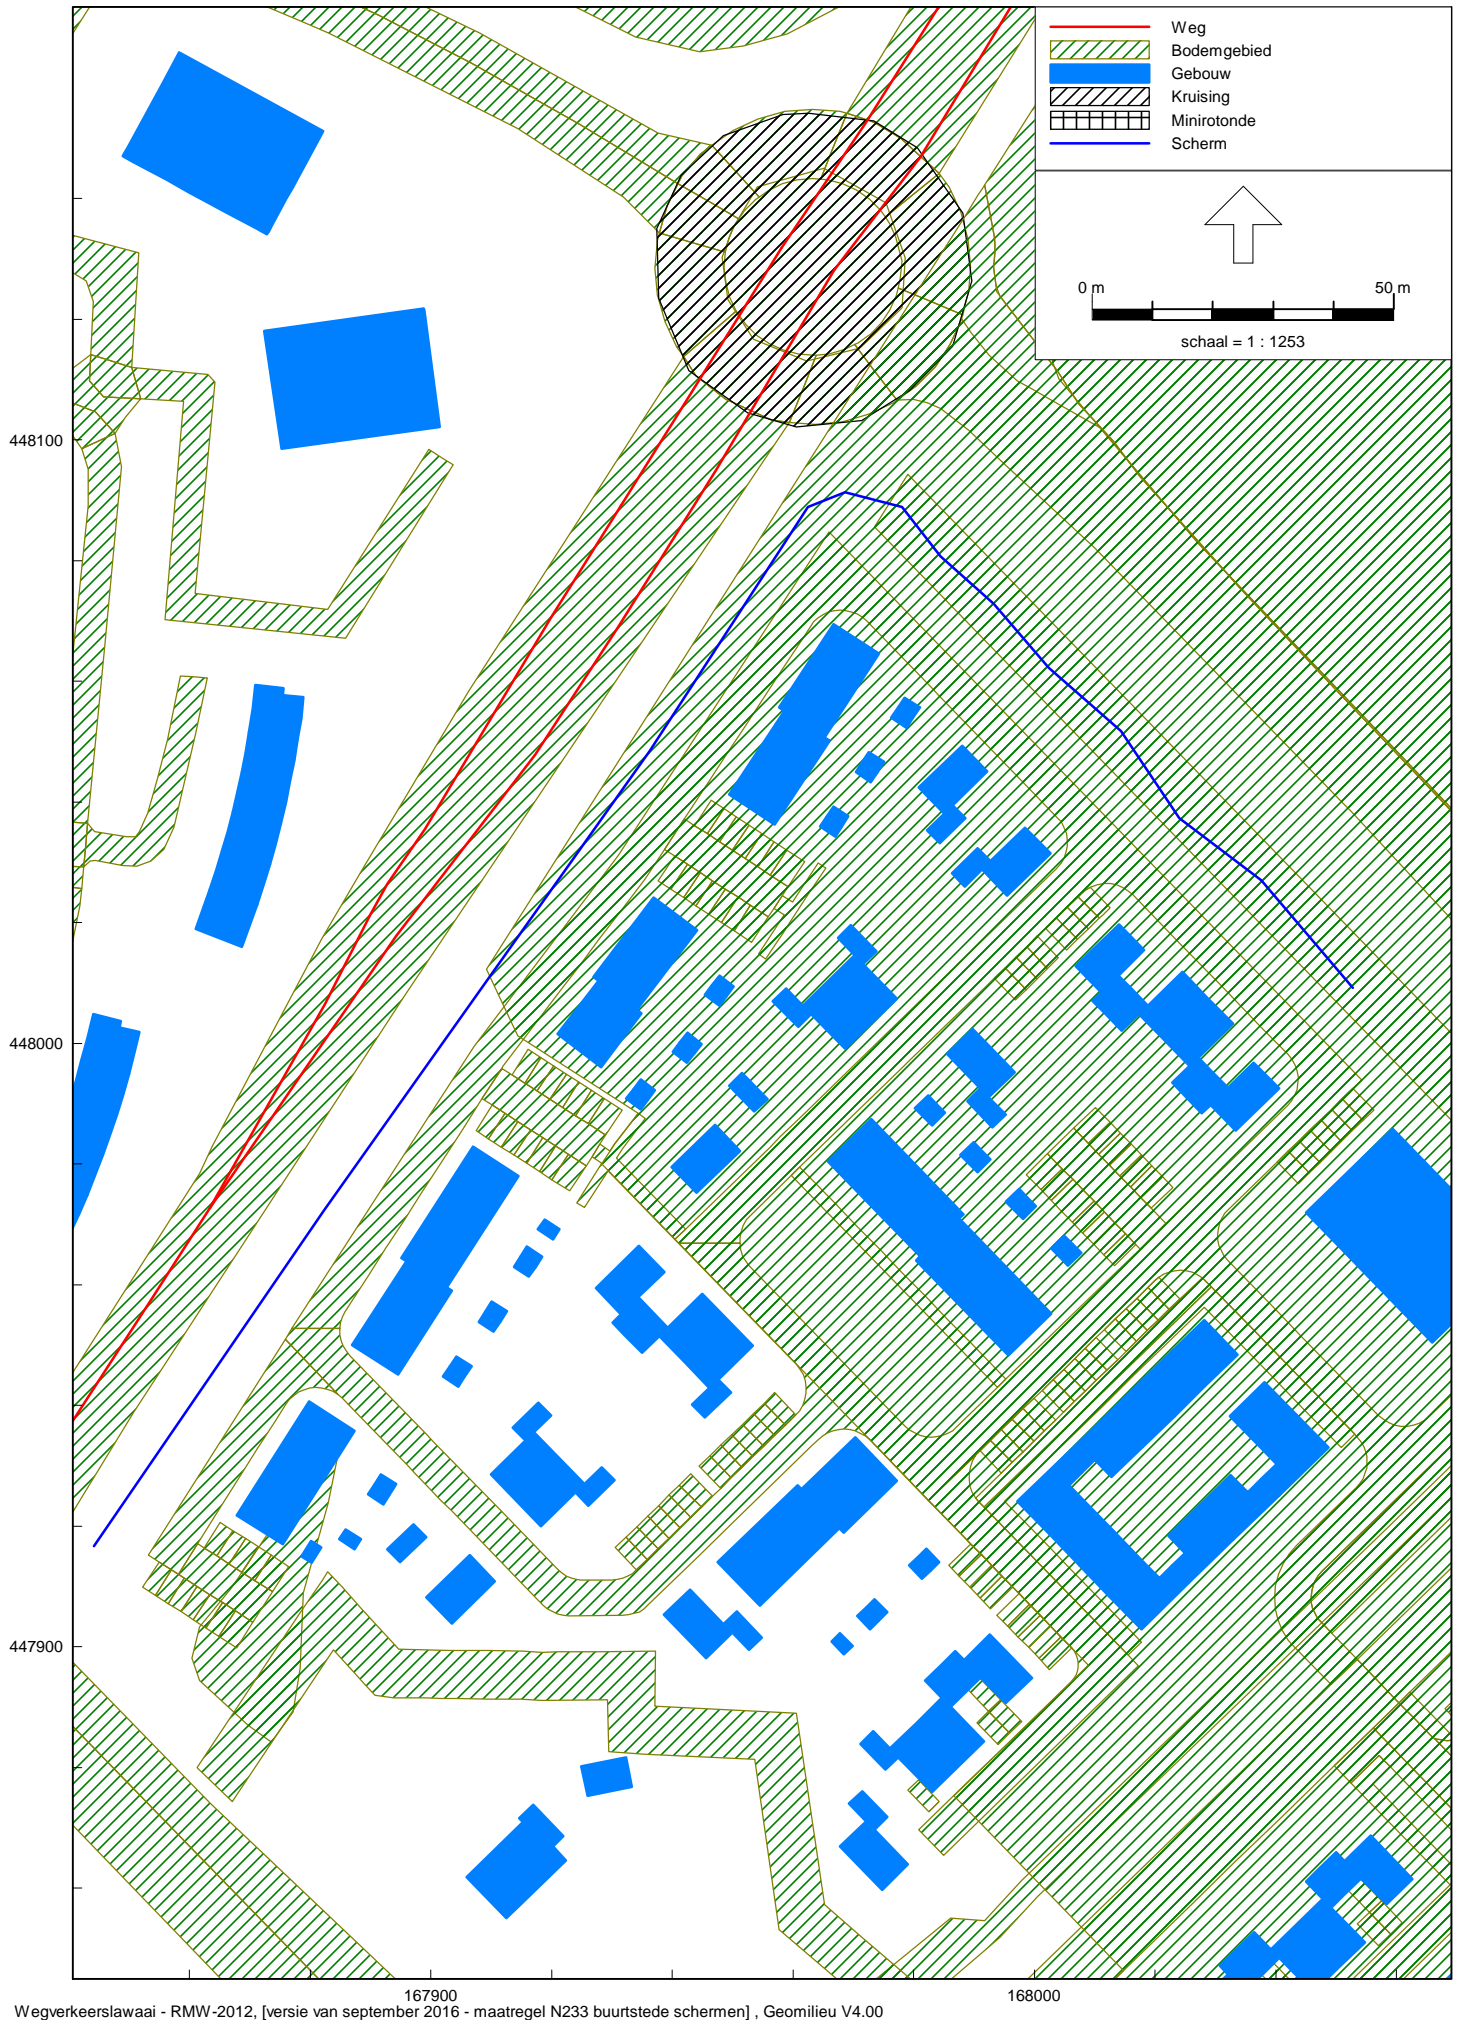 Weg
Bodemgebied
Gebouw
Kruising
Minirotonde
Scherm
0 m 50 m
schaal = 1 : 1253
448100
448000
447900
167900 168000
Wegverkeerslawaai - RMW-2012, [versie van september 2016 - maatregel N233 buurtstede schermen] , Geomilieu V4.00